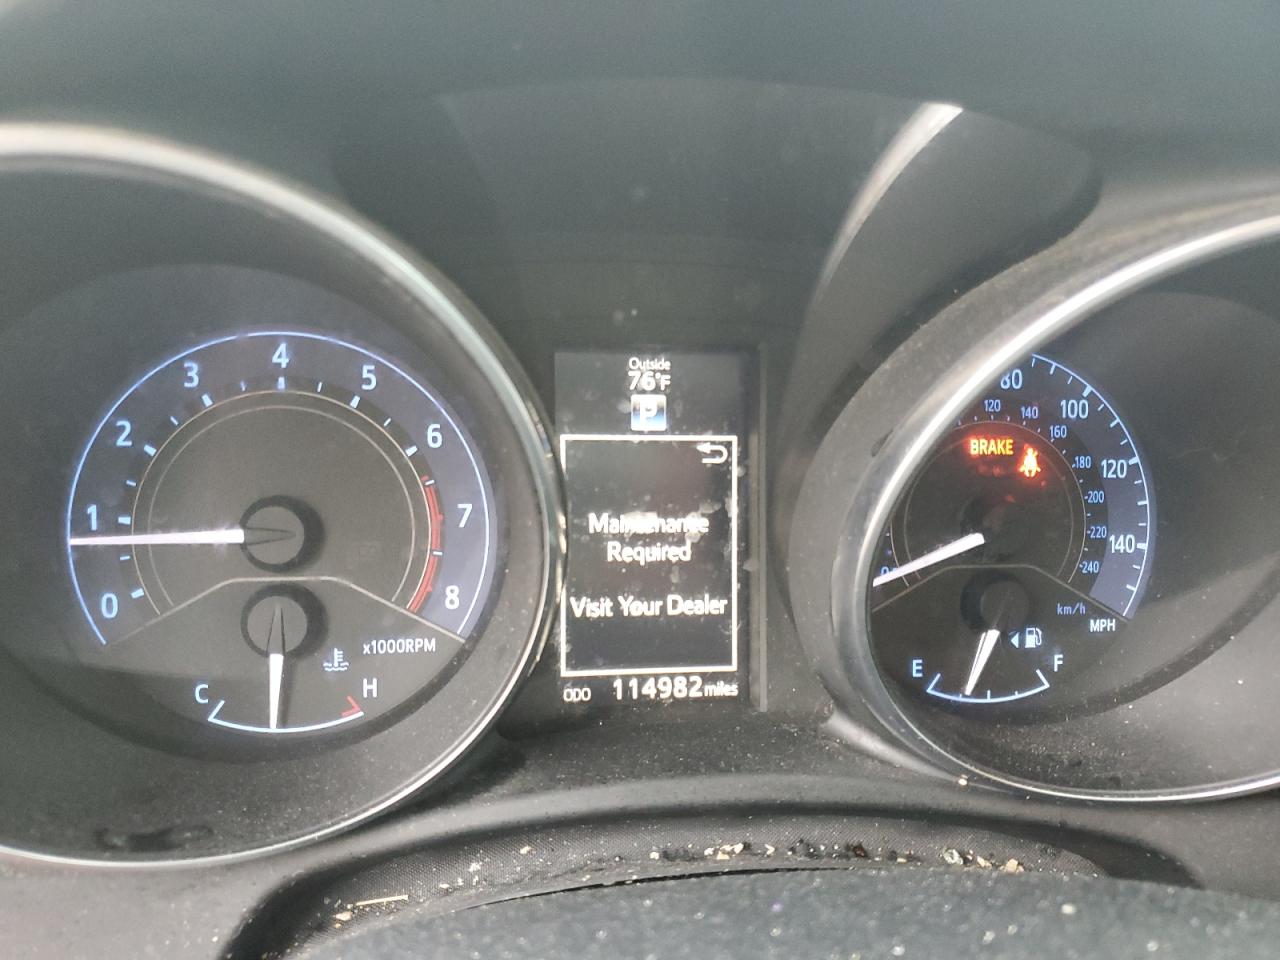 4
3
5
2
6
1
7
0
8
x1000RPM
C
H
Outside
76°F
P
Maintenance
Required
Visit Your Dealer
ODO 114982 miles
80
100
120
140
120
140
160
180
200
220
240
BRAKE
km/h
MPH
E
F